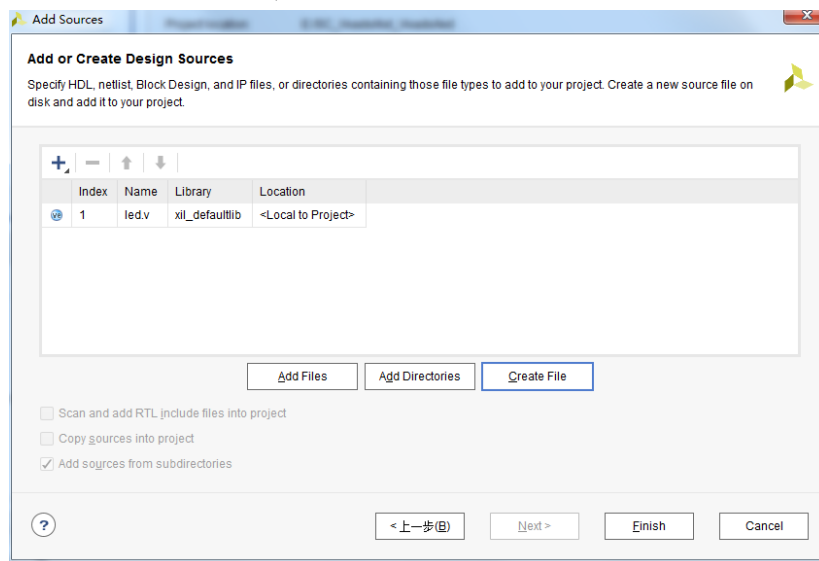 Add Sources
Add or Create Design Sources
Specify HDL, netlist, Block Design, and IP files, or directories containing those file types to add to your project. Create a new source file on
disk and add it to your project.
Index Name Library Location
1 led.v xil_defaultlib <Local to Project>
Add Files Add Directories Create File
Scan and add RTL include files into project
Copy sources into project
Add sources from subdirectories
? <上一步(B) Next > Finish Cancel